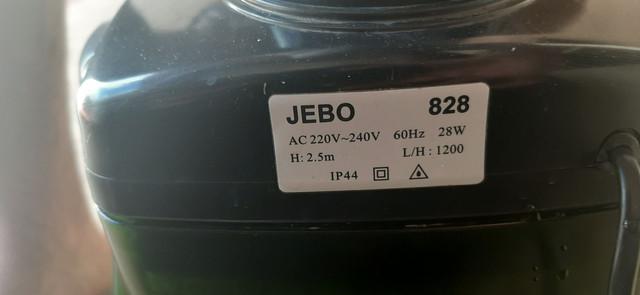 JEBO 828
AC 220V~240V 60Hz 28W
H: 2.5m L/H : 1200
IP44